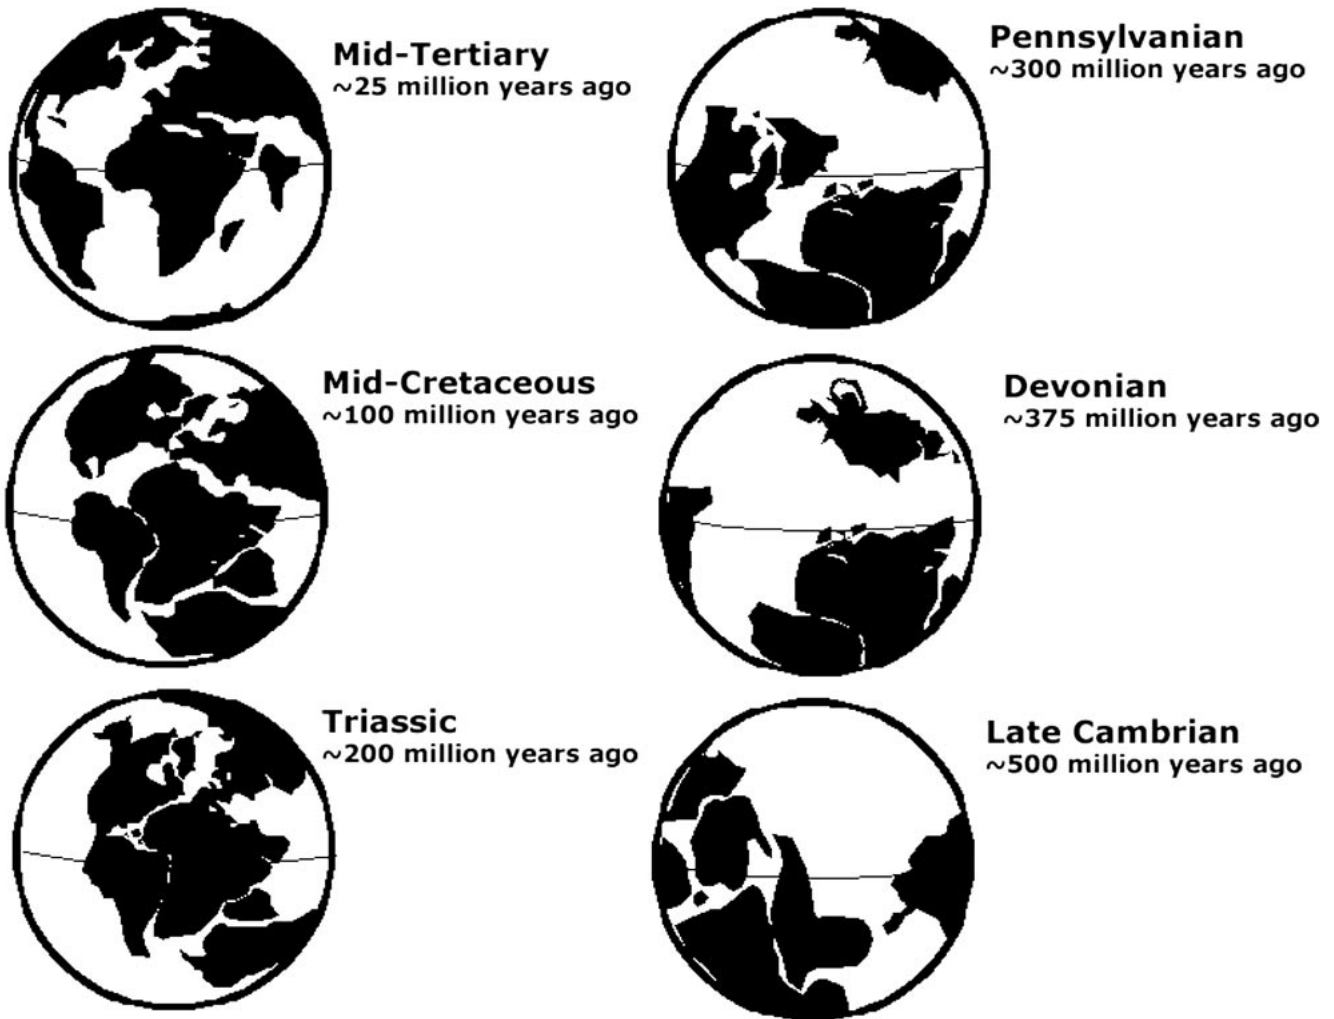 Mid-Tertiary
~25 million years ago
Mid-Cretaceous
~100 million years ago
Triassic
~200 million years ago
Pennsylvanian
~300 million years ago
Devonian
~375 million years ago
Late Cambrian
~500 million years ago